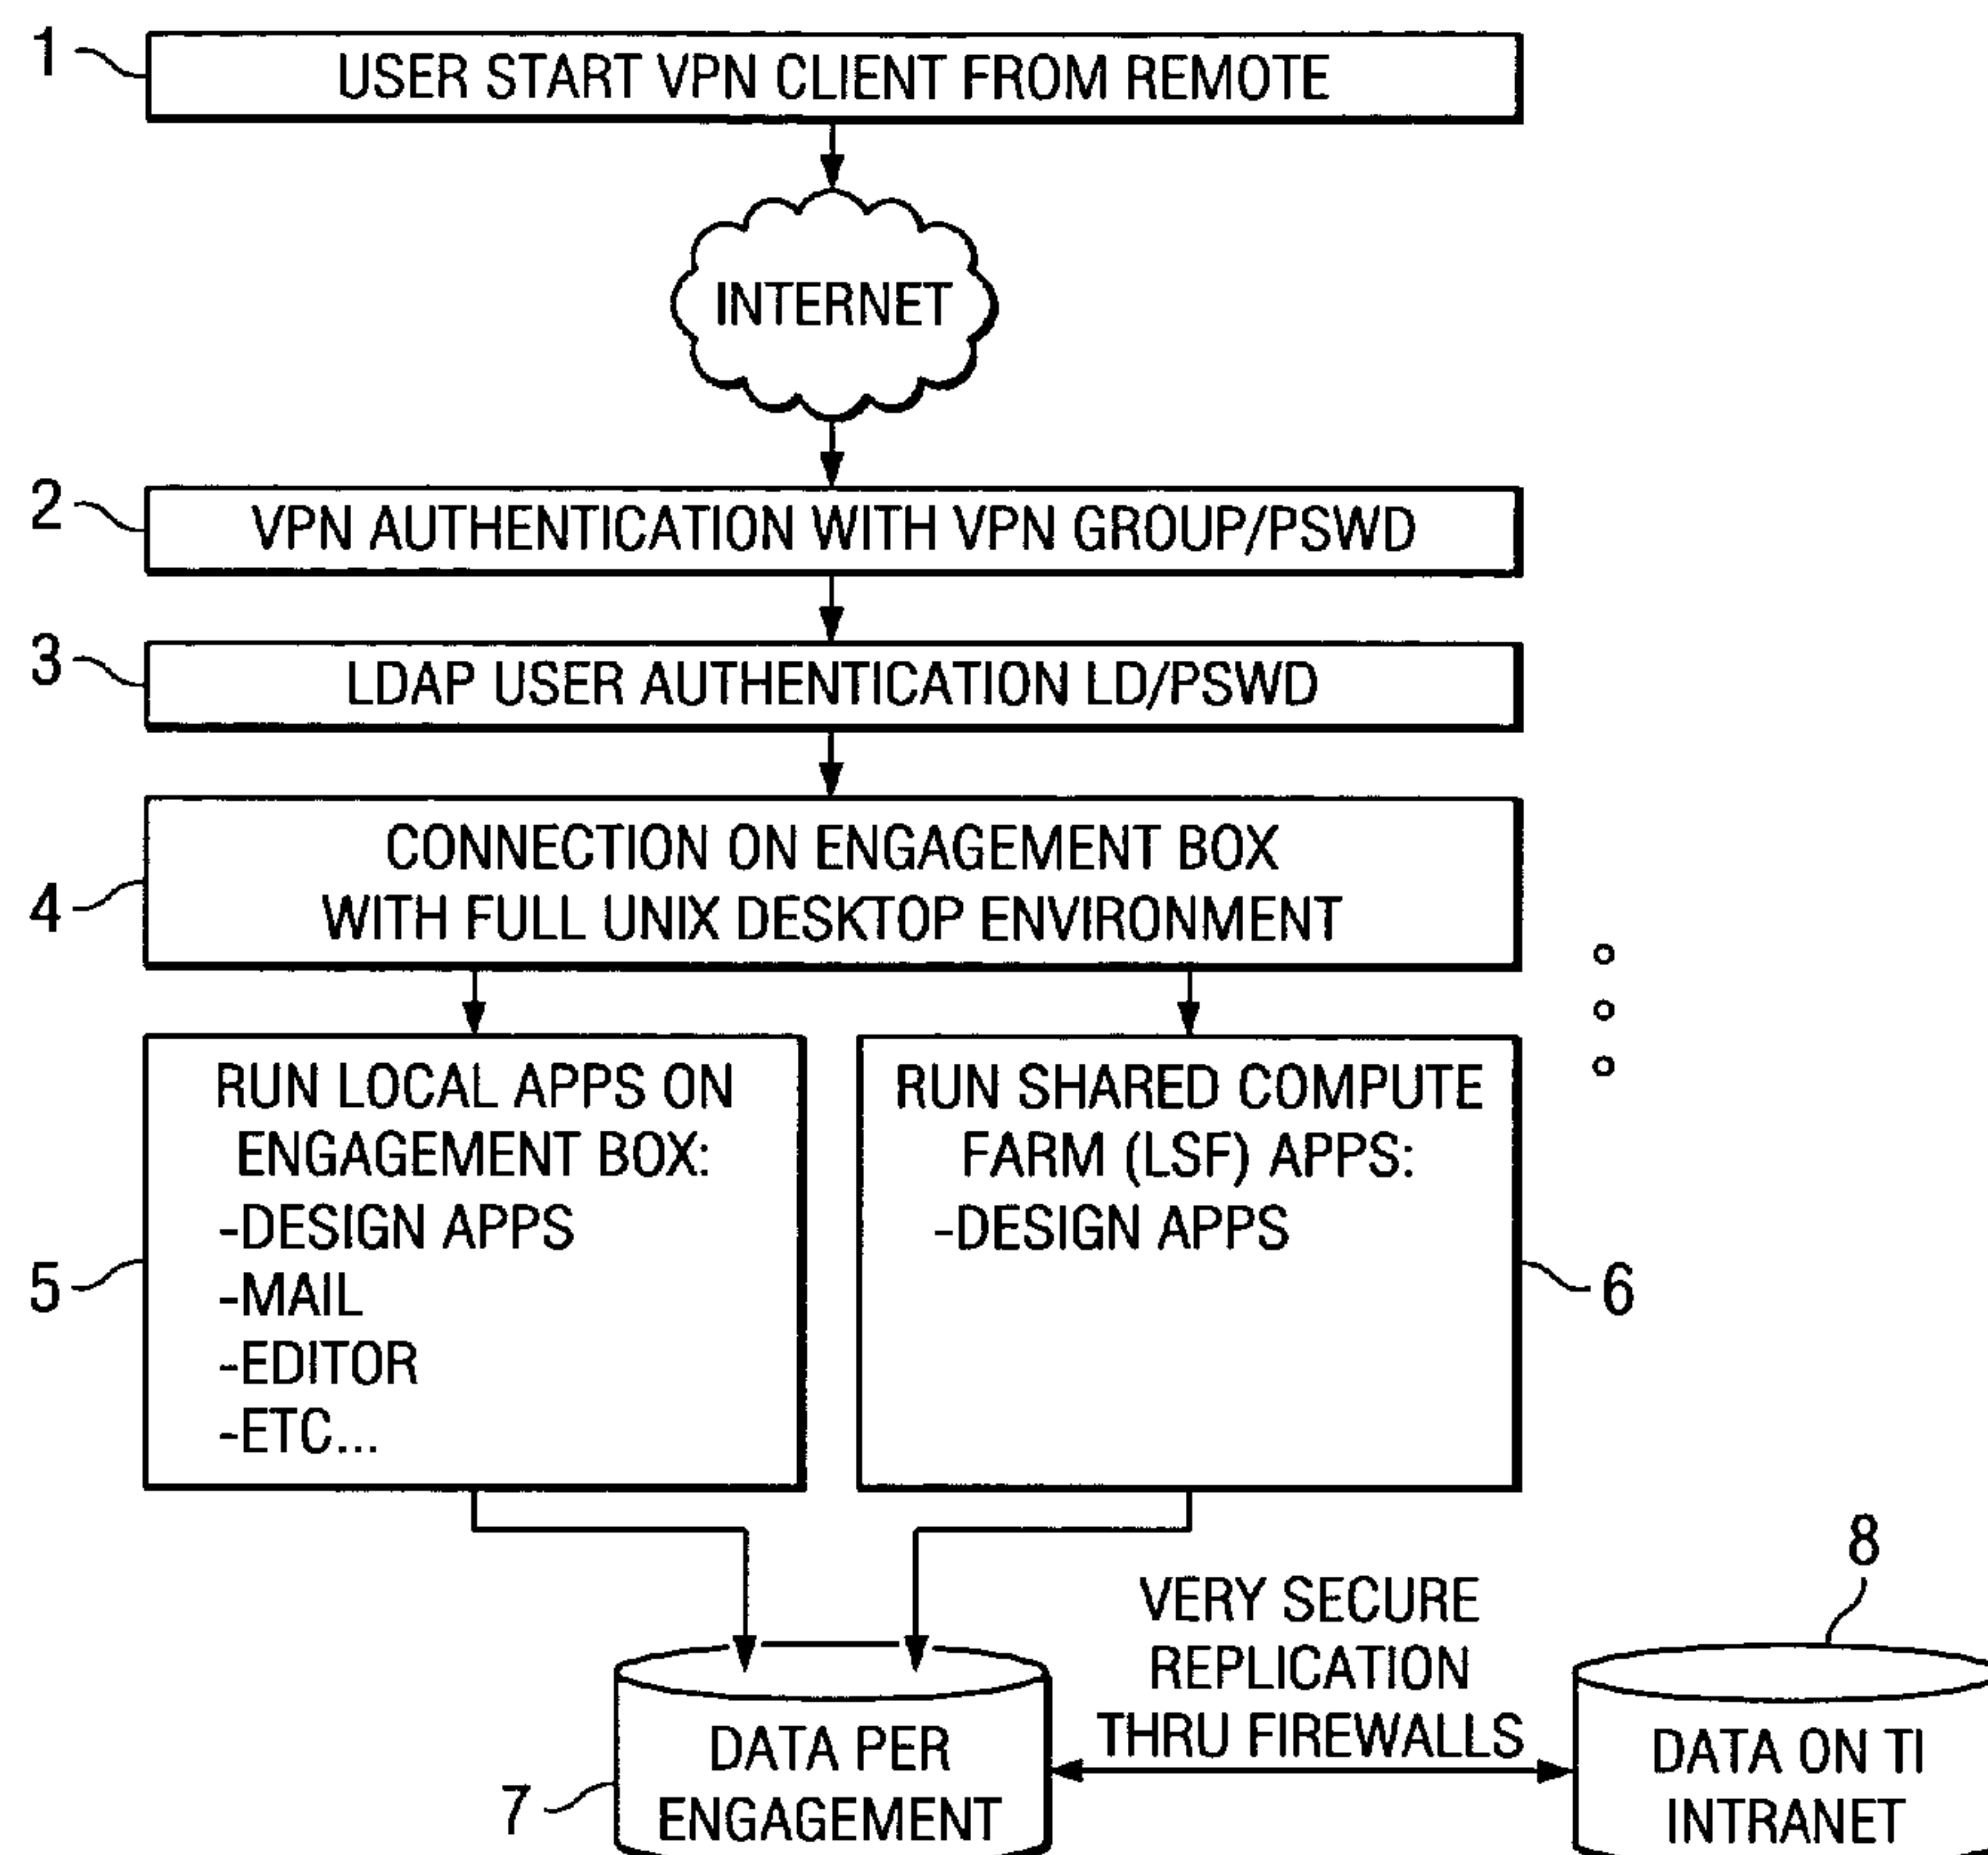 1
USER START VPN CLIENT FROM REMOTE
INTERNET
2
VPN AUTHENTICATION WITH VPN GROUP/PSWD
3
LDAP USER AUTHENTICATION LD/PSWD
4
CONNECTION ON ENGAGEMENT BOX
WITH FULL UNIX DESKTOP ENVIRONMENT
5
RUN LOCAL APPS ON
ENGAGEMENT BOX:
-DESIGN APPS
-MAIL
-EDITOR
-ETC...
RUN SHARED COMPUTE
FARM (LSF) APPS:
-DESIGN APPS
6
7
DATA PER
ENGAGEMENT
VERY SECURE
REPLICATION
THRU FIREWALLS
8
DATA ON TI
INTRANET